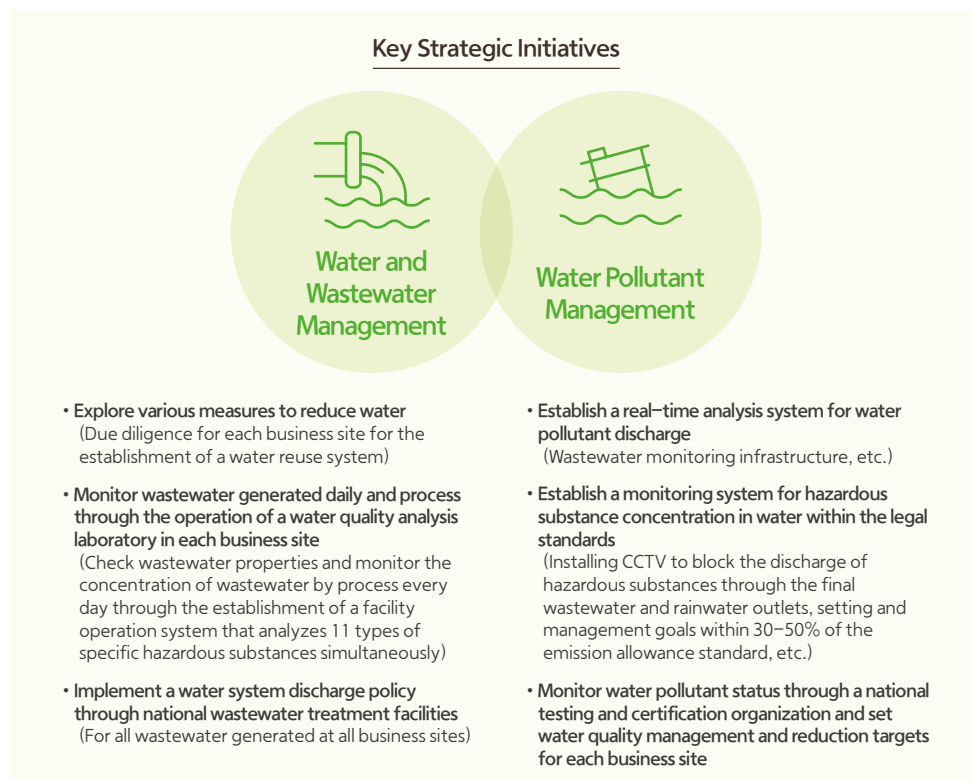 Key Strategic Initiatives
Water and
Wastewater
Management
Water Pollutant
Management
• Explore various measures to reduce water
(Due diligence for each business site for the
establishment of a water reuse system)
• Monitor wastewater generated daily and process
through the operation of a water quality analysis
laboratory in each business site
(Check wastewater properties and monitor the
concentration of wastewater by process every
day through the establishment of a facility
operation system that analyzes 11 types of
specific hazardous substances simultaneously)
• Implement a water system discharge policy
through national wastewater treatment facilities
(For all wastewater generated at all business sites)
• Establish a real-time analysis system for water
pollutant discharge
(Wastewater monitoring infrastructure, etc.)
• Establish a monitoring system for hazardous
substance concentration in water within the legal
standards
(Installing CCTV to block the discharge of
hazardous substances through the final
wastewater and rainwater outlets, setting and
management goals within 30-50% of the
emission allowance standard, etc.)
• Monitor water pollutant status through a national
testing and certification organization and set
water quality management and reduction targets
for each business site